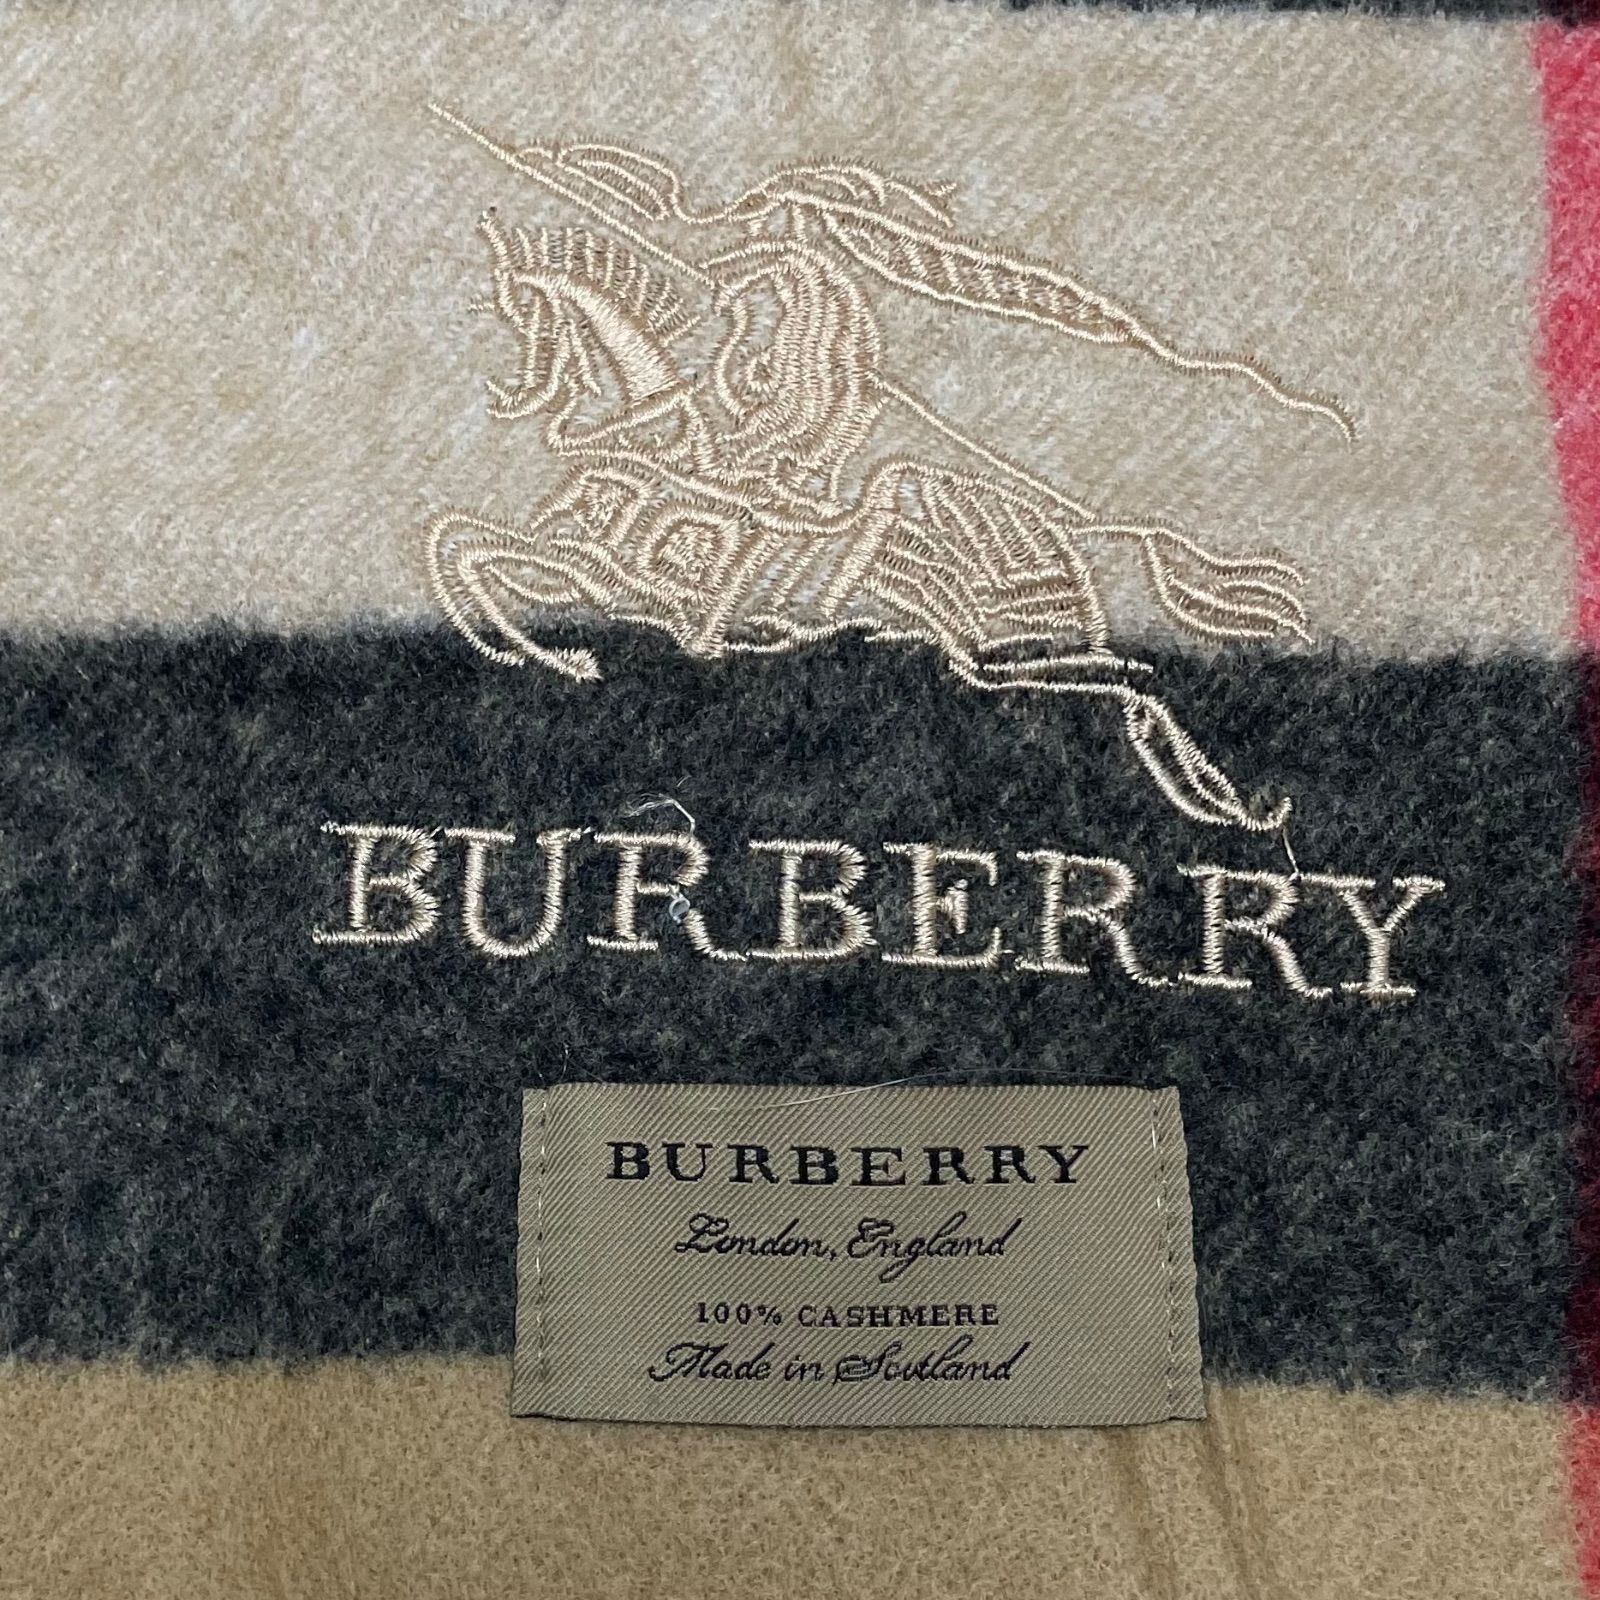 BURBERRY
BURBERRY
London, England
100% CASHMERE
Made in Scotland